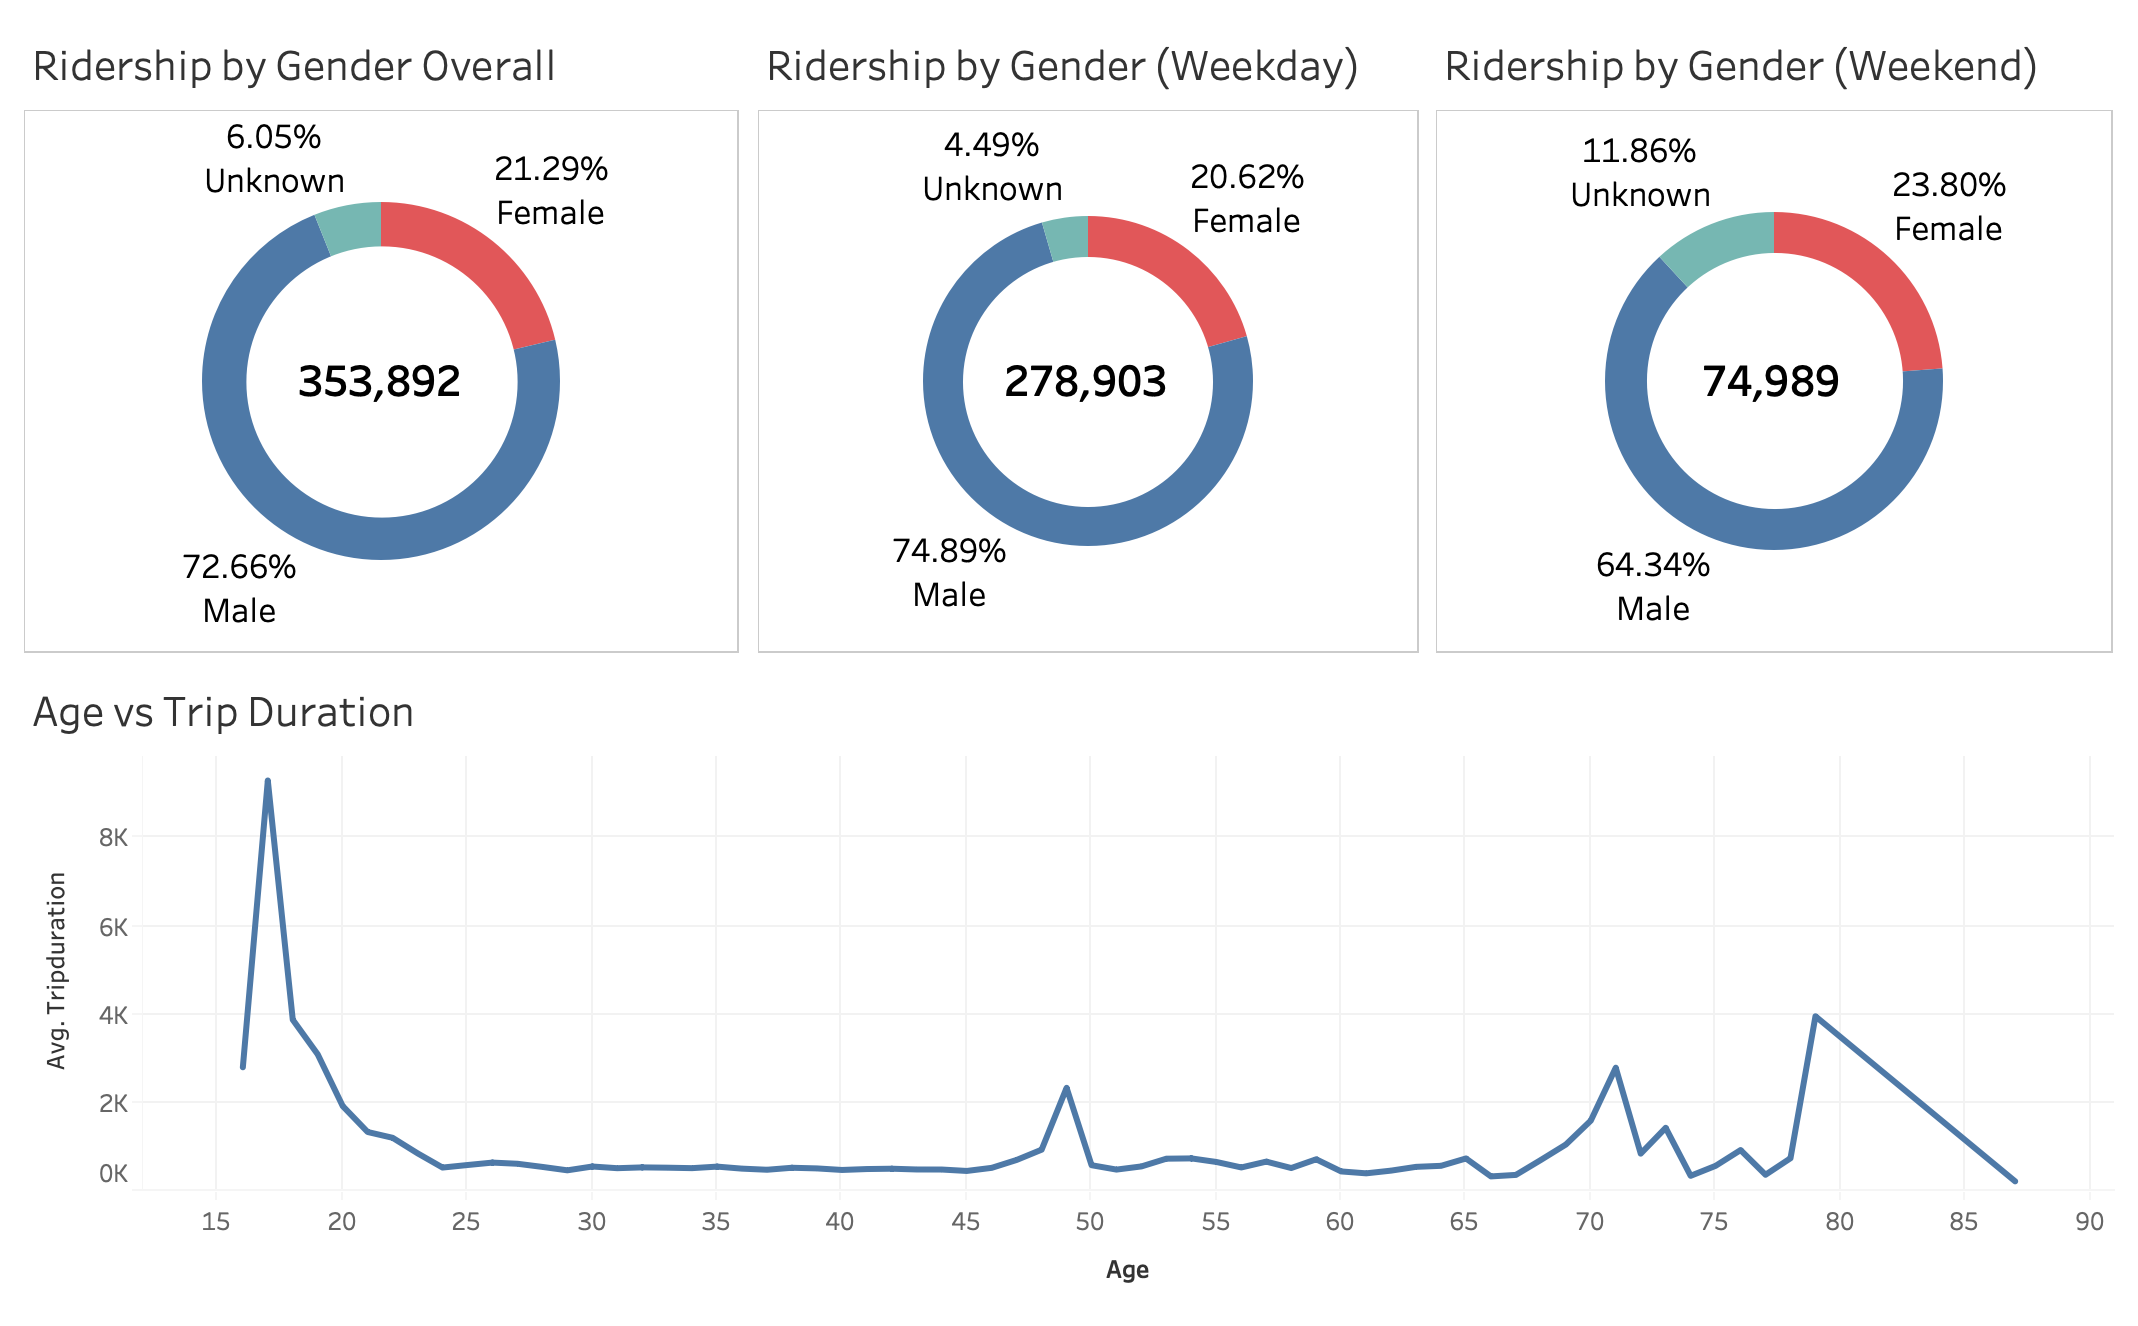 Ridership by Gender Overall
6.05%
Unknown
21.29%
Female
353,892
72.66%
Male
Ridership by Gender (Weekday)
4.49%
Unknown
20.62%
Female
278,903
74.89%
Male
Ridership by Gender (Weekend)
11.86%
Unknown
23.80%
Female
74,989
64.34%
Male
Age vs Trip Duration
Avg. Tripduration
8K
6K
4K
2K
0K
15 20 25 30 35 40 45 50 55 60 65 70 75 80 85 90
Age